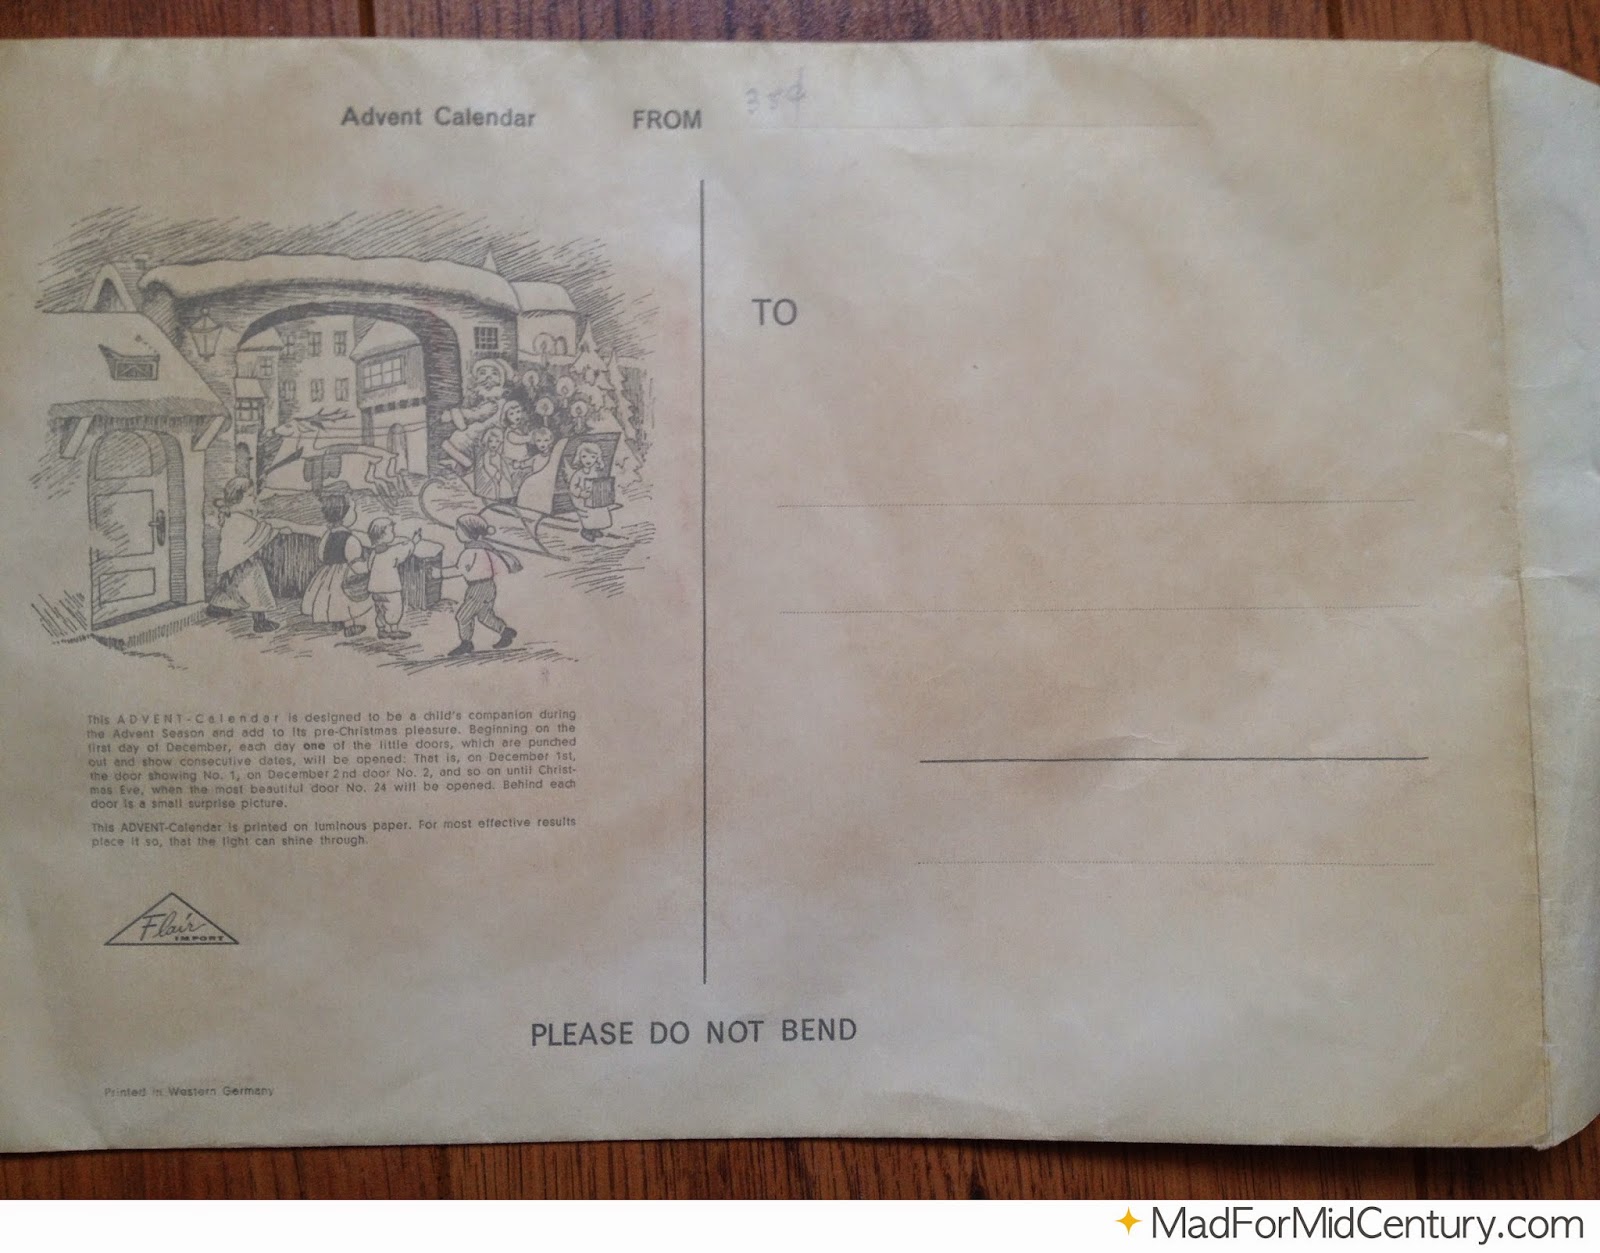 Advent Calendar FROM 35¢
TO
This ADVENT-Calendar is designed to be a child's companion during
the Advent Season and add to its pre-Christmas pleasure. Beginning on the
first day of December, each day one of the little doors, which are punched
out and show consecutive dates, will be opened: That is, on December 1st,
the door showing No. 1, on December 2nd door No. 2, and so on until Christ-
mas Eve, when the most beautiful door No. 24 will be opened. Behind each
door is a small surprise picture.
This ADVENT-Calendar is printed on luminous paper. For most effective results
place it so, that the light can shine through.
Flair
IMPORT
PLEASE DO NOT BEND
Printed in Western Germany
MadForMidCentury.com